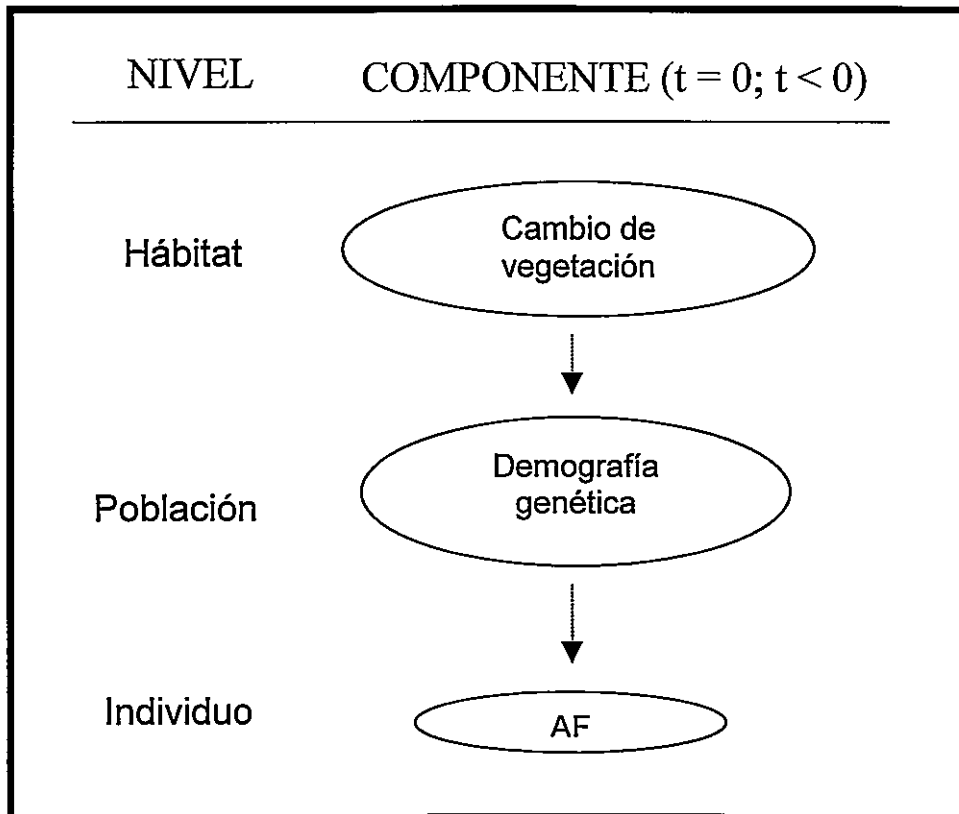 NIVEL COMPONENTE (t = 0; t < 0)
Hábitat
Cambio de
vegetación
Población
Demografía
genética
Individuo
AF